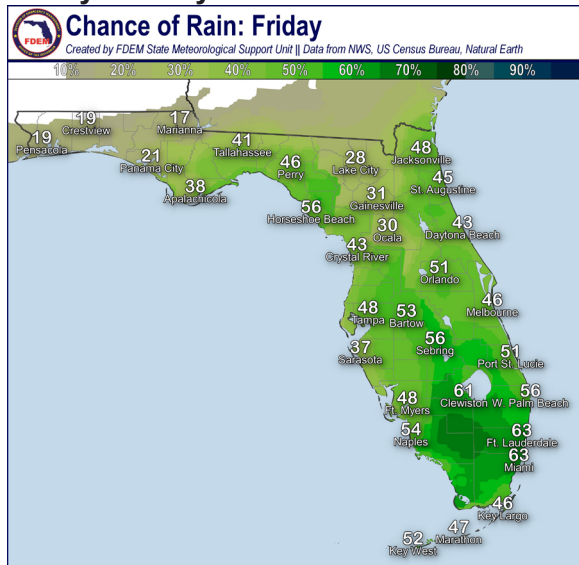 FDEM
Chance of Rain: Friday
Created by FDEM State Meteorological Support Unit || Data from NWS, US Census Bureau, Natural Earth
10% 20% 30% 40% 50% 60% 70% 80% 90%
19
Pensacola
19
Crestview
17
Marianna
21
Panama City
41
Tallahassee
38
Apalachicola
46
Perry
28
Lake City
48
Jacksonville
45
St. Augustine
31
Gainesville
56
Horseshoe Beach
30
Ocala
43
Daytona Beach
43
Crystal River
51
Orlando
48
Tampa
53
Bartow
46
Melbourne
37
Sarasota
56
Sebring
51
Port St. Lucie
48
Ft. Myers
61
Clewiston W
56
Palm Beach
54
Naples
63
Ft. Lauderdale
63
Miami
46
Key Largo
47
Marathon
52
Key West